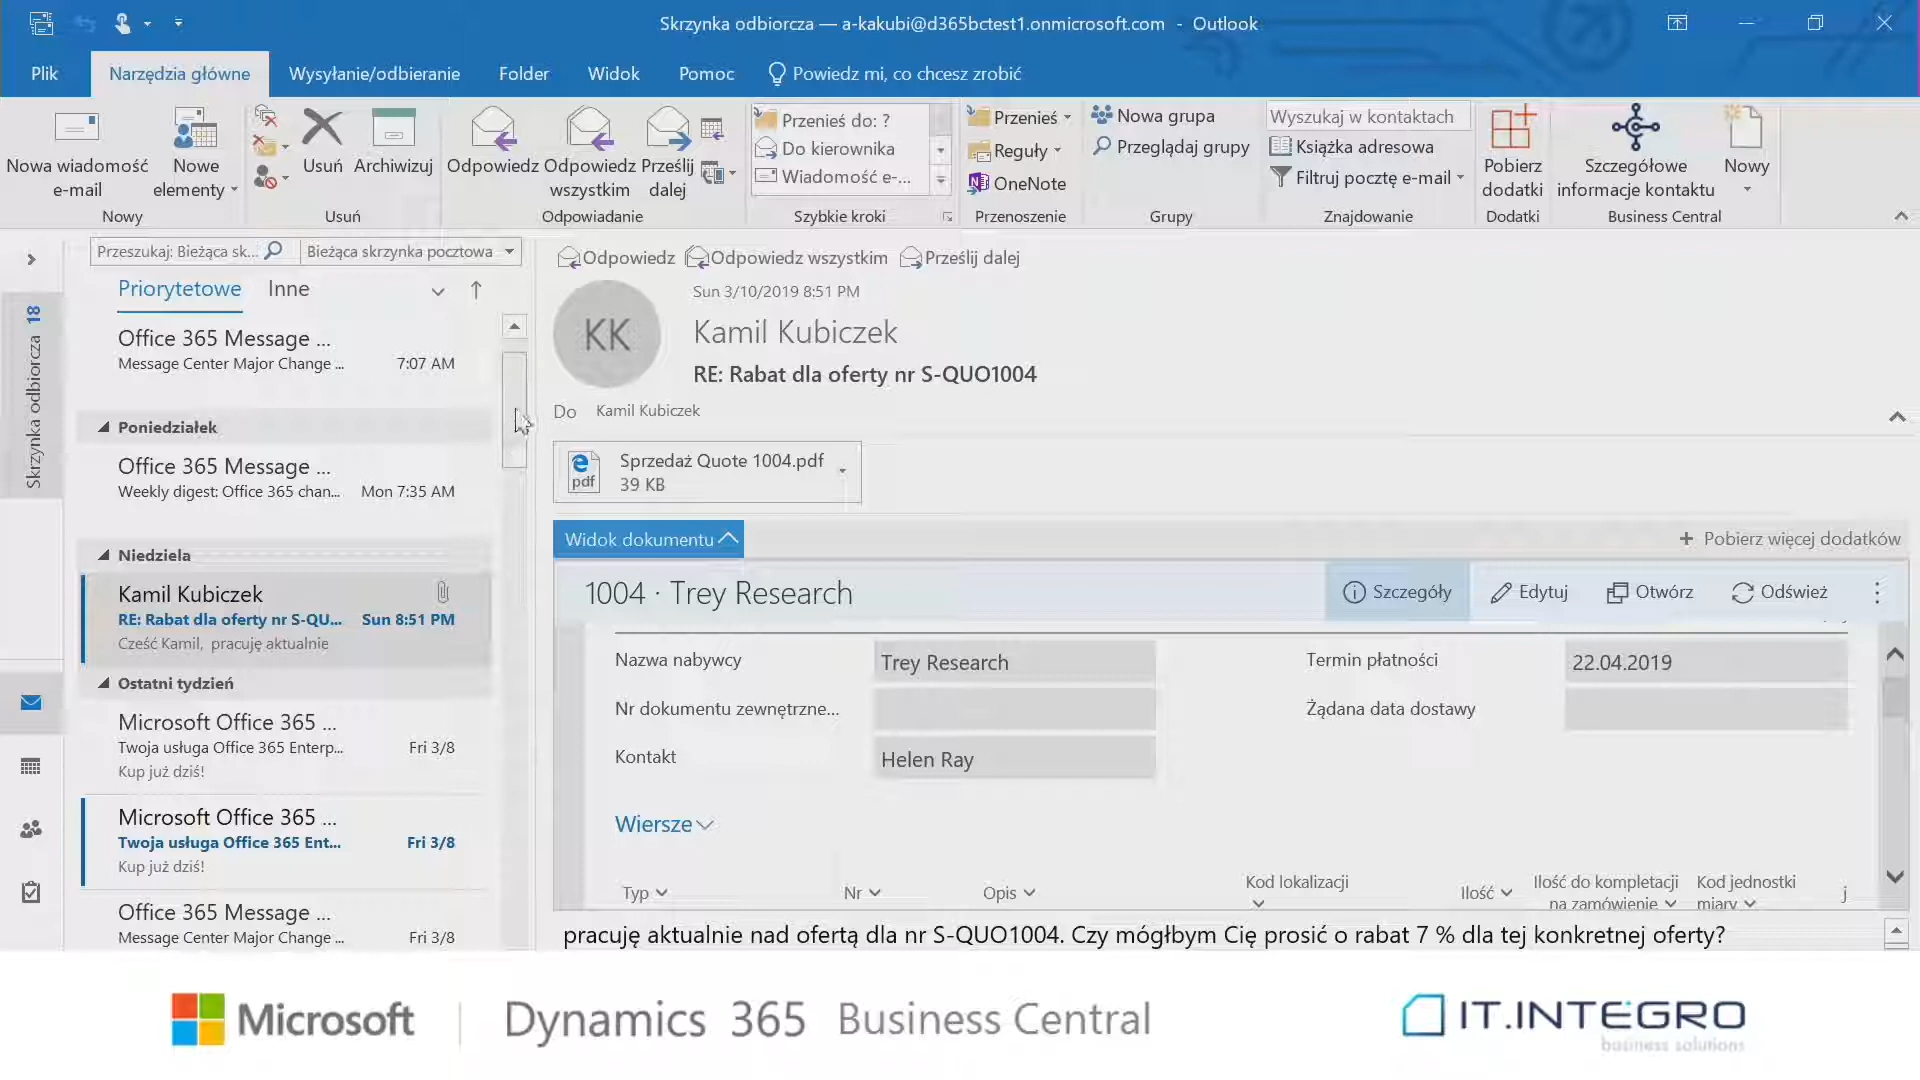 Skrzynka odbiorcza — a-kakubi@d365bctest1.onmicrosoft.com - Outlook
Plik
Narzędzia główne
Wysyłanie/odbieranie
Folder
Widok
Pomoc
Powiedz mi, co chcesz zrobić
Nowa wiadomość
e-mail
Nowe
elementy
Nowy
Usuń
Archiwizuj
Usuń
Odpowiedz
Odpowiedz
wszystkim
Prześlij
dalej
Odpowiadanie
Przenieś do: ?
Do kierownika
Wiadomość e-...
Szybkie kroki
Przenieś
Reguły
OneNote
Przenoszenie
Nowa grupa
Przeglądaj grupy
Grupy
Wyszukaj w kontaktach
Książka adresowa
Filtruj pocztę e-mail
Znajdowanie
Pobierz
dodatki
Dodatki
Szczegółowe
informacje kontaktu
Nowy
Business Central
Przeszukaj: Bieżąca sk...
Bieżąca skrzynka pocztowa
Priorytetowe
Inne
Skrzynka odbiorcza 18
Office 365 Message ...
Message Center Major Change ... 7:07 AM
Poniedziałek
Office 365 Message ...
Weekly digest: Office 365 chan... Mon 7:35 AM
Niedziela
Kamil Kubiczek
RE: Rabat dla oferty nr S-QU... Sun 8:51 PM
Cześć Kamil, pracuję aktualnie
Ostatni tydzień
Microsoft Office 365 ...
Twoja usługa Office 365 Enterp... Fri 3/8
Kup już dziś!
Microsoft Office 365 ...
Twoja usługa Office 365 Ent... Fri 3/8
Kup już dziś!
Office 365 Message ...
Message Center Major Change ... Fri 3/8
Odpowiedz
Odpowiedz wszystkim
Prześlij dalej
Sun 3/10/2019 8:51 PM
KK
Kamil Kubiczek
RE: Rabat dla oferty nr S-QUO1004
Do Kamil Kubiczek
pdf
Sprzedaż Quote 1004.pdf
39 KB
Widok dokumentu
+ Pobierz więcej dodatków
1004 · Trey Research
Szczegóły
Edytuj
Otwórz
Odśwież
Nazwa nabywcy
Trey Research
Termin płatności
22.04.2019
Nr dokumentu zewnętrzne...
Żądana data dostawy
Kontakt
Helen Ray
Wiersze
Typ
Nr
Opis
Kod lokalizacji
Ilość
Ilość do kompletacji
na zamówienie
Kod jednostki
miary
j
pracuję aktualnie nad ofertą dla nr S-QUO1004. Czy mógłbym Cię prosić o rabat 7 % dla tej konkretnej oferty?
Microsoft
Dynamics 365 Business Central
IT.INTEGRO
business solutions